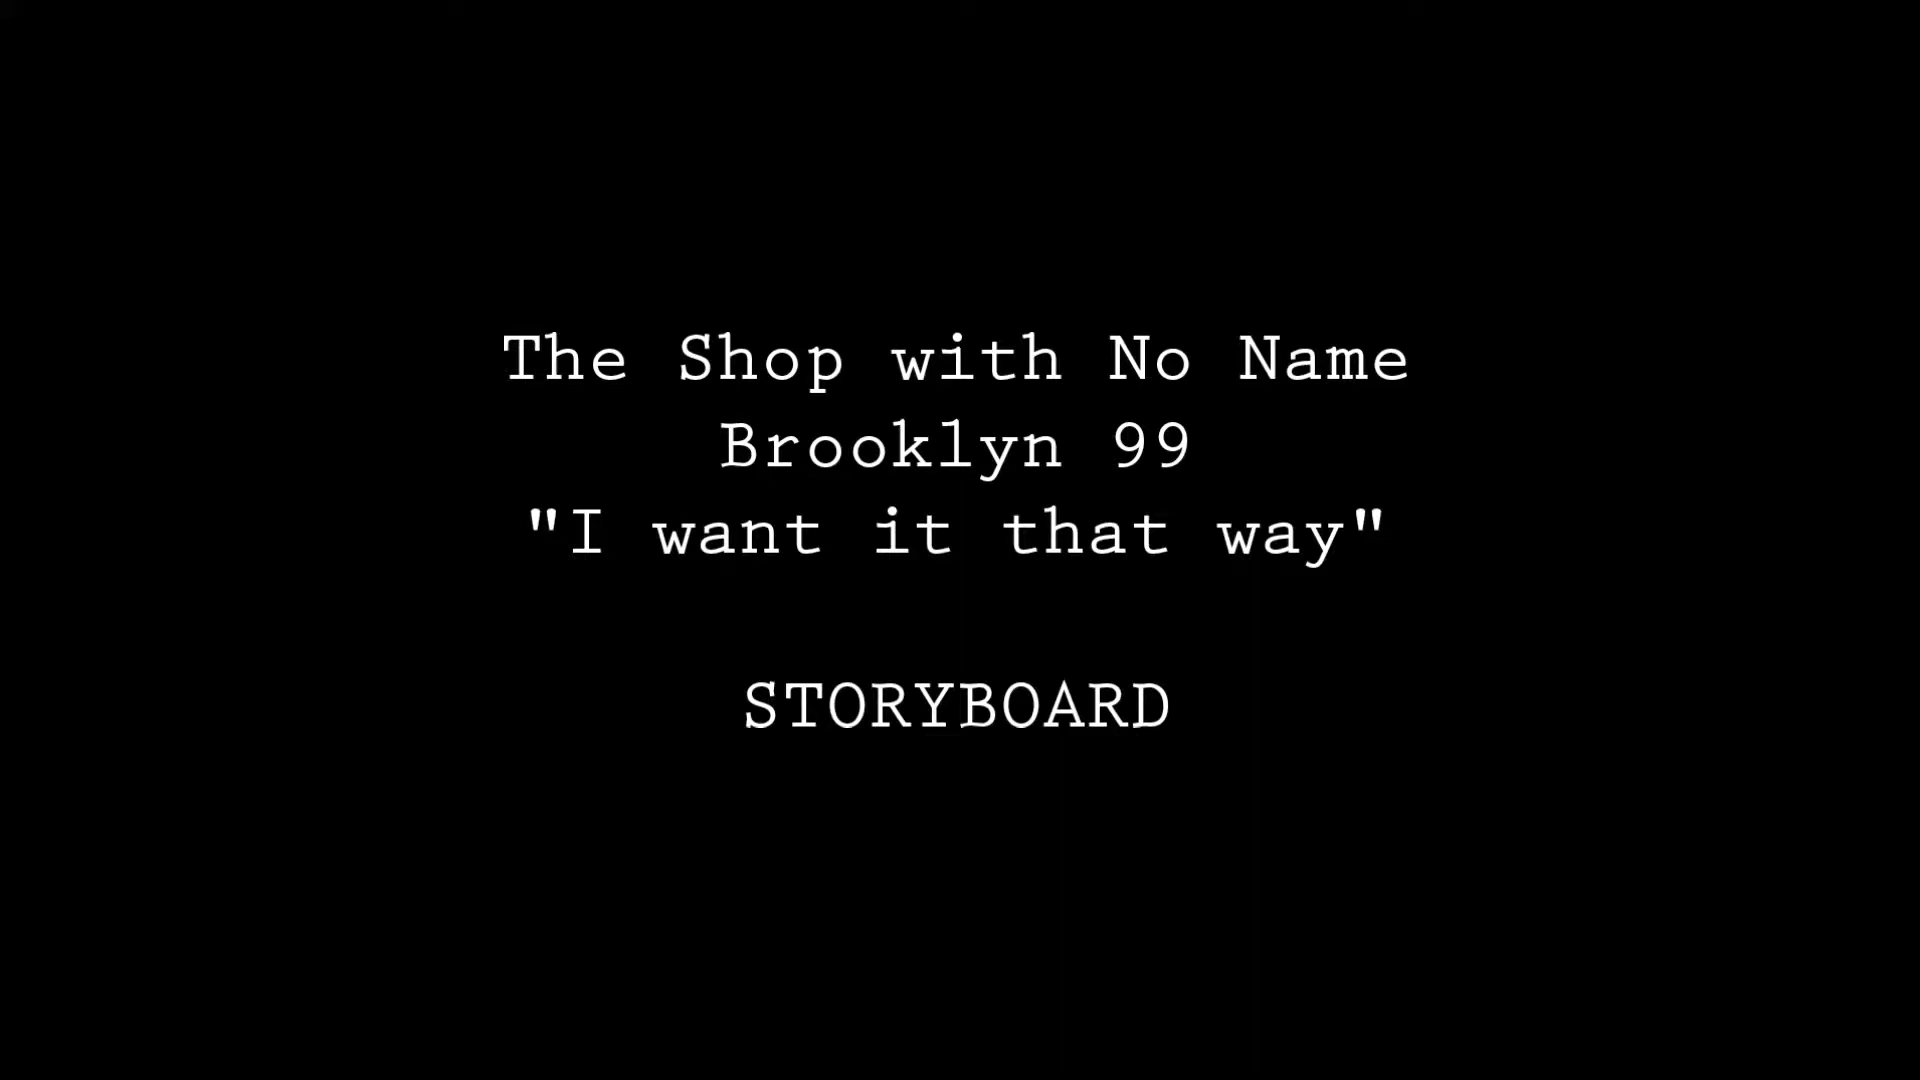 The Shop with No Name
Brooklyn 99
"I want it that way"
STORYBOARD